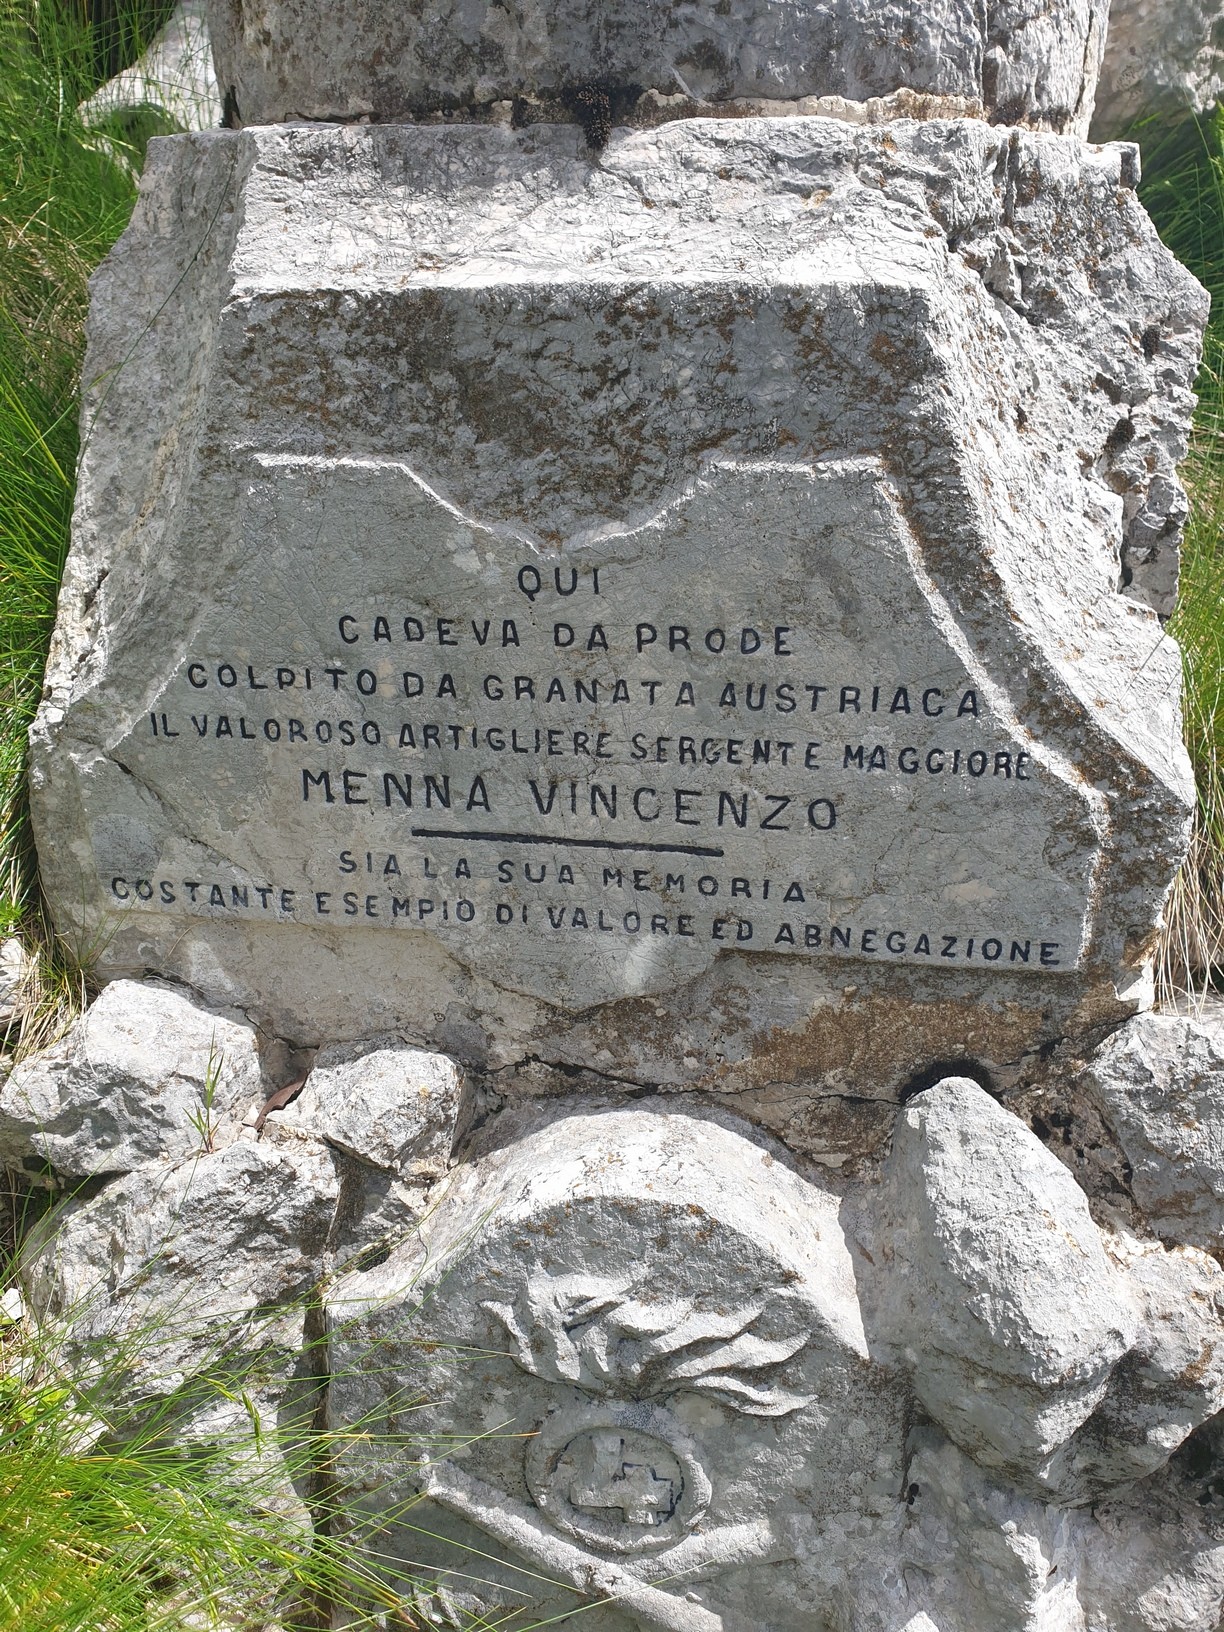 QUI
CADEVA DA PRODE
COLPITO DA GRANATA AUSTRIACA
IL VALOROSO ARTIGLIERE SERGENTE MAGGIORE
MENNA VINCENZO
SIA LA SUA MEMORIA
COSTANTE ESEMPIO DI VALORE ED ABNEGAZIONE